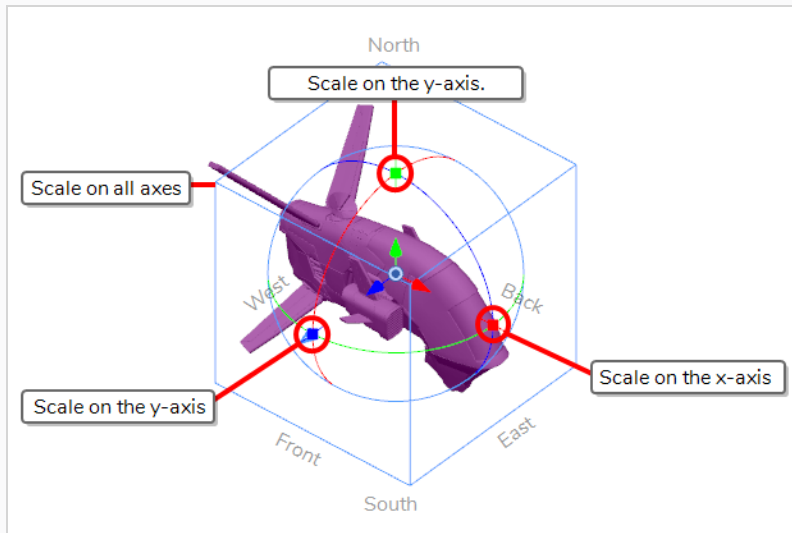 North
Scale on the y-axis.
Scale on all axes
West
Back
Scale on the x-axis
Scale on the y-axis
Front
East
South